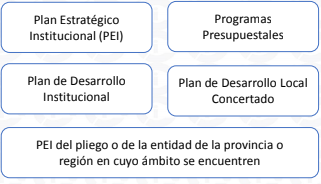 Plan Estratégico
Institucional (PEI)
Programas
Presupuestales
Plan de Desarrollo
Institucional
Plan de Desarrollo Local
Concertado
PEI del pliego o de la entidad de la provincia o
región en cuyo ámbito se encuentren